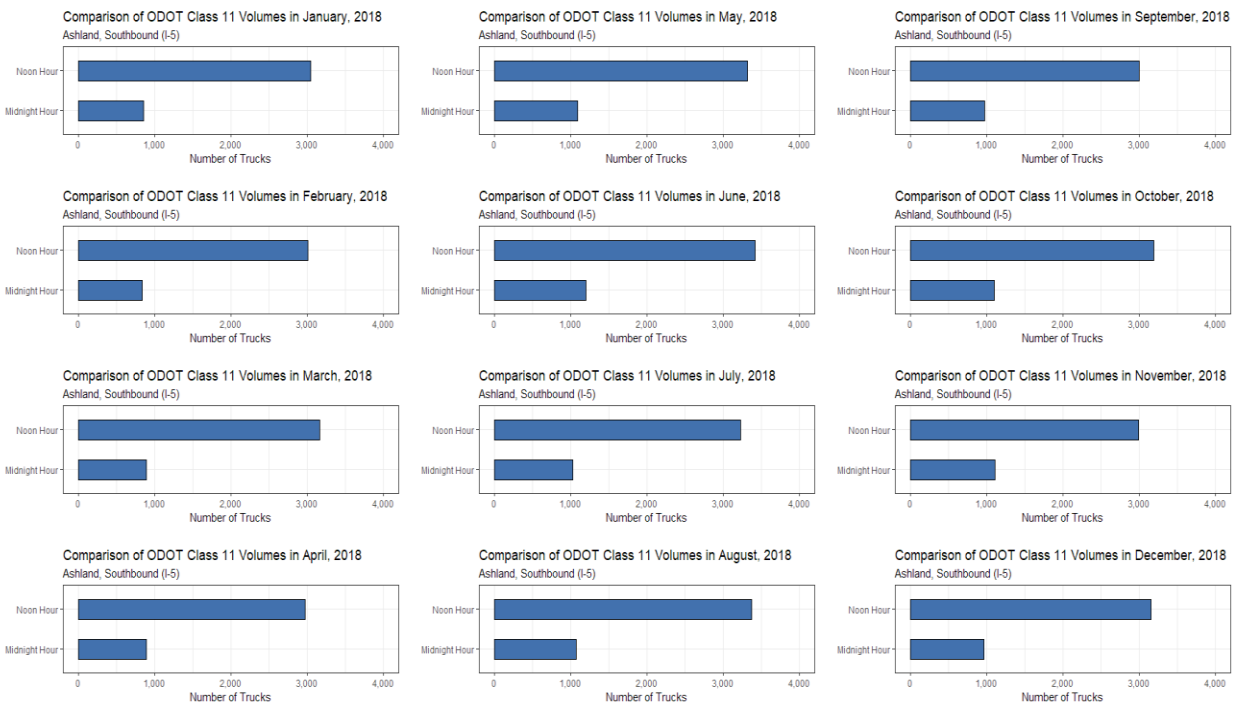 Comparison of ODOT Class 11 Volumes in January, 2018
Ashland, Southbound (I-5)
Noon Hour
Midnight Hour
0 1,000 2,000 3,000 4,000
Number of Trucks
Comparison of ODOT Class 11 Volumes in May, 2018
Ashland, Southbound (I-5)
Noon Hour
Midnight Hour
0 1,000 2,000 3,000 4,000
Number of Trucks
Comparison of ODOT Class 11 Volumes in September, 2018
Ashland, Southbound (I-5)
Noon Hour
Midnight Hour
0 1,000 2,000 3,000 4,000
Number of Trucks
Comparison of ODOT Class 11 Volumes in February, 2018
Ashland, Southbound (I-5)
Noon Hour
Midnight Hour
0 1,000 2,000 3,000 4,000
Number of Trucks
Comparison of ODOT Class 11 Volumes in June, 2018
Ashland, Southbound (I-5)
Noon Hour
Midnight Hour
0 1,000 2,000 3,000 4,000
Number of Trucks
Comparison of ODOT Class 11 Volumes in October, 2018
Ashland, Southbound (I-5)
Noon Hour
Midnight Hour
0 1,000 2,000 3,000 4,000
Number of Trucks
Comparison of ODOT Class 11 Volumes in March, 2018
Ashland, Southbound (I-5)
Noon Hour
Midnight Hour
0 1,000 2,000 3,000 4,000
Number of Trucks
Comparison of ODOT Class 11 Volumes in July, 2018
Ashland, Southbound (I-5)
Noon Hour
Midnight Hour
0 1,000 2,000 3,000 4,000
Number of Trucks
Comparison of ODOT Class 11 Volumes in November, 2018
Ashland, Southbound (I-5)
Noon Hour
Midnight Hour
0 1,000 2,000 3,000 4,000
Number of Trucks
Comparison of ODOT Class 11 Volumes in April, 2018
Ashland, Southbound (I-5)
Noon Hour
Midnight Hour
0 1,000 2,000 3,000 4,000
Number of Trucks
Comparison of ODOT Class 11 Volumes in August, 2018
Ashland, Southbound (I-5)
Noon Hour
Midnight Hour
0 1,000 2,000 3,000 4,000
Number of Trucks
Comparison of ODOT Class 11 Volumes in December, 2018
Ashland, Southbound (I-5)
Noon Hour
Midnight Hour
0 1,000 2,000 3,000 4,000
Number of Trucks